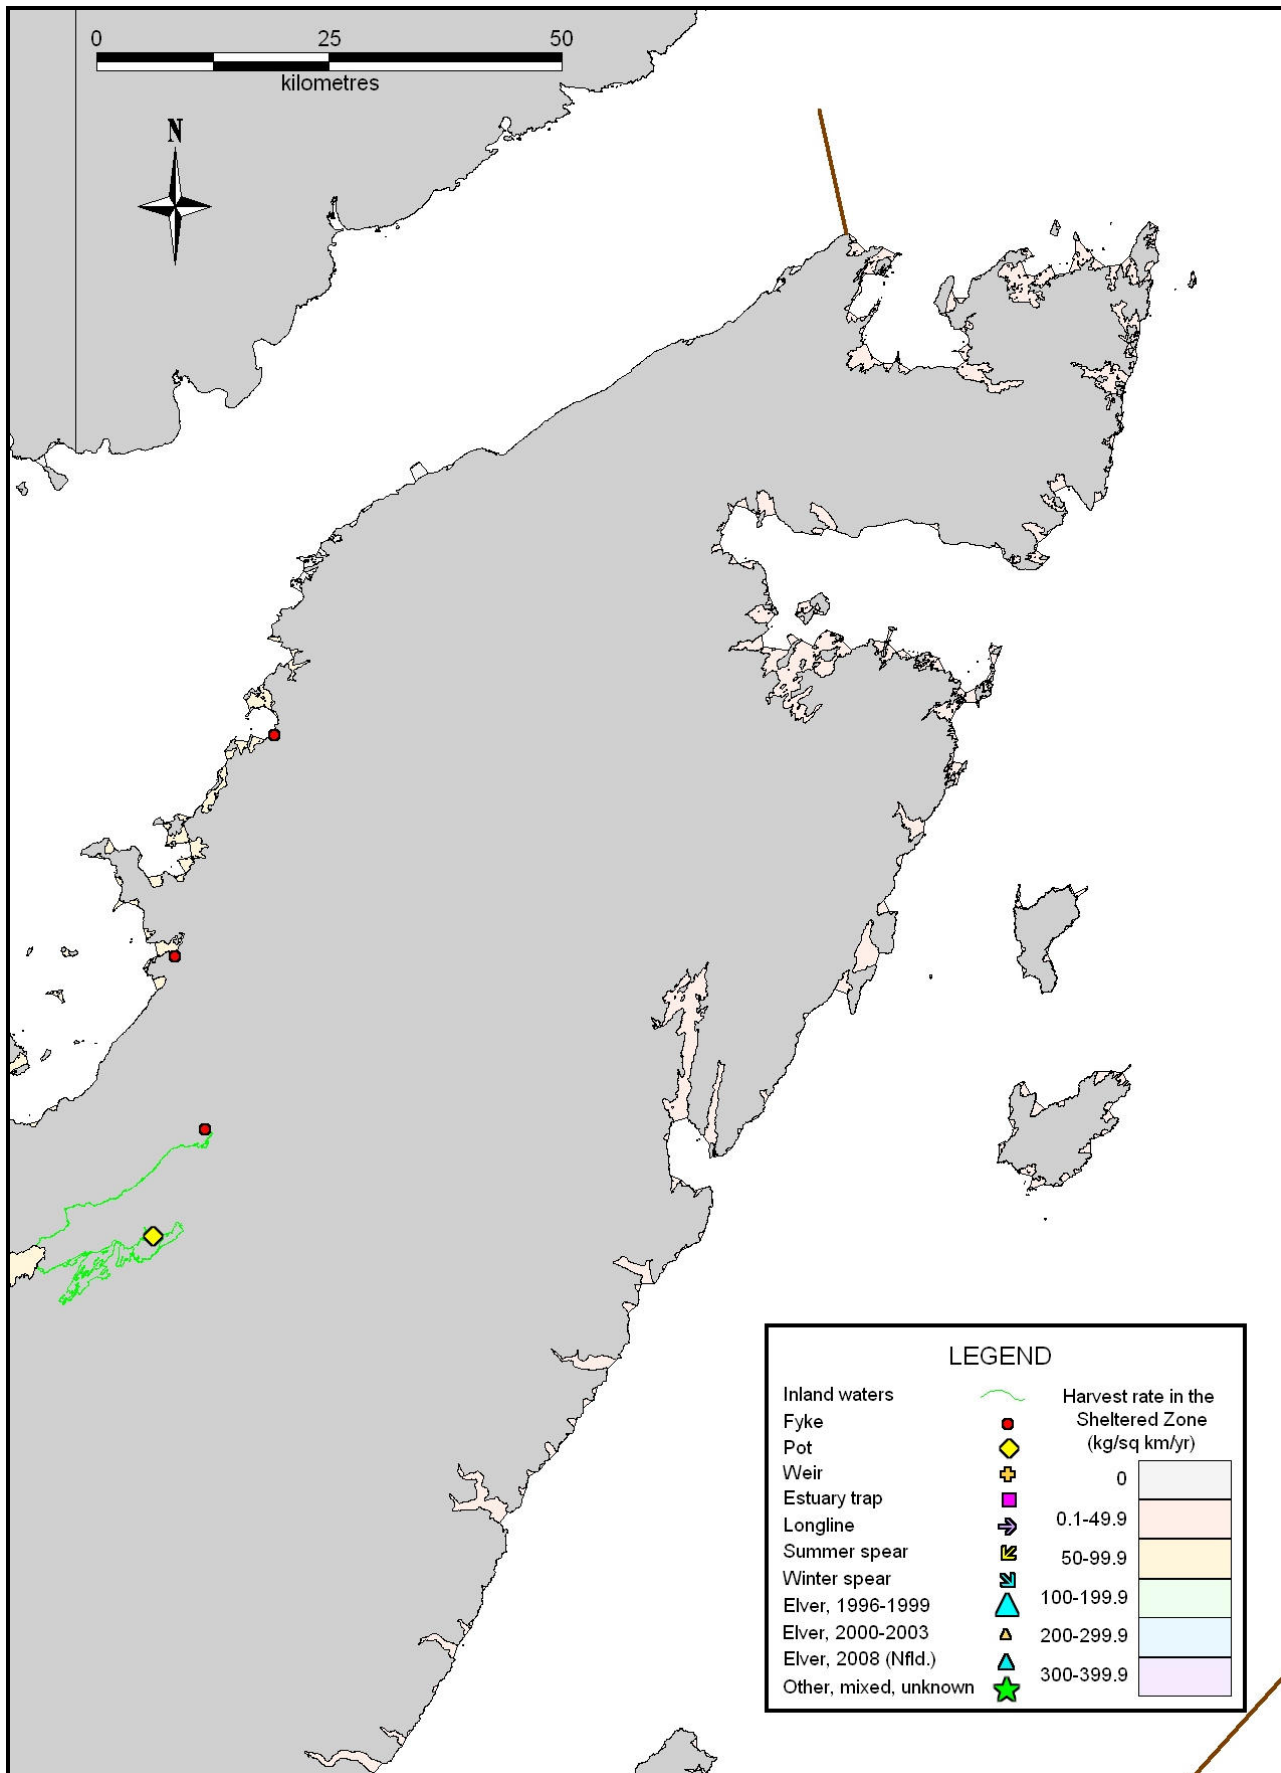 0 25 50
kilometres
N
LEGEND
Inland waters
Fyke
Pot
Weir
Estuary trap
Longline
Summer spear
Winter spear
Elver, 1996-1999
Elver, 2000-2003
Elver, 2008 (Nfld.)
Other, mixed, unknown
Harvest rate in the
Sheltered Zone
(kg/sq km/yr)
0
0.1-49.9
50-99.9
100-199.9
200-299.9
300-399.9